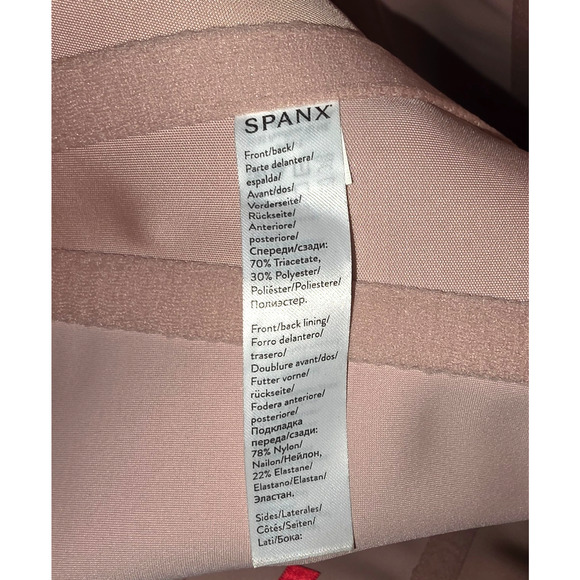 SPANX
Front/back/
Parte delantera/
espalda/
Avant/dos/
Vorderseite/
Rückseite/
Anteriore/
posteriore/
Спереди/сзади:
70% Triacetate,
30% Polyester/
Poliéster/Poliestere/
Полиэстер.
Front/back lining/
Forro delantero/
trasero/
Doublure avant/dos/
Futter vorne/
rückseite/
Fodera anteriore/
posteriore/
Подкладка
переда/сзади:
78% Nylon/
Nailon/Нейлон,
22% Elastane/
Elastano/Elastan/
Эластан.
Sides/Laterales/
Côtés/Seiten/
Lati/Бока: